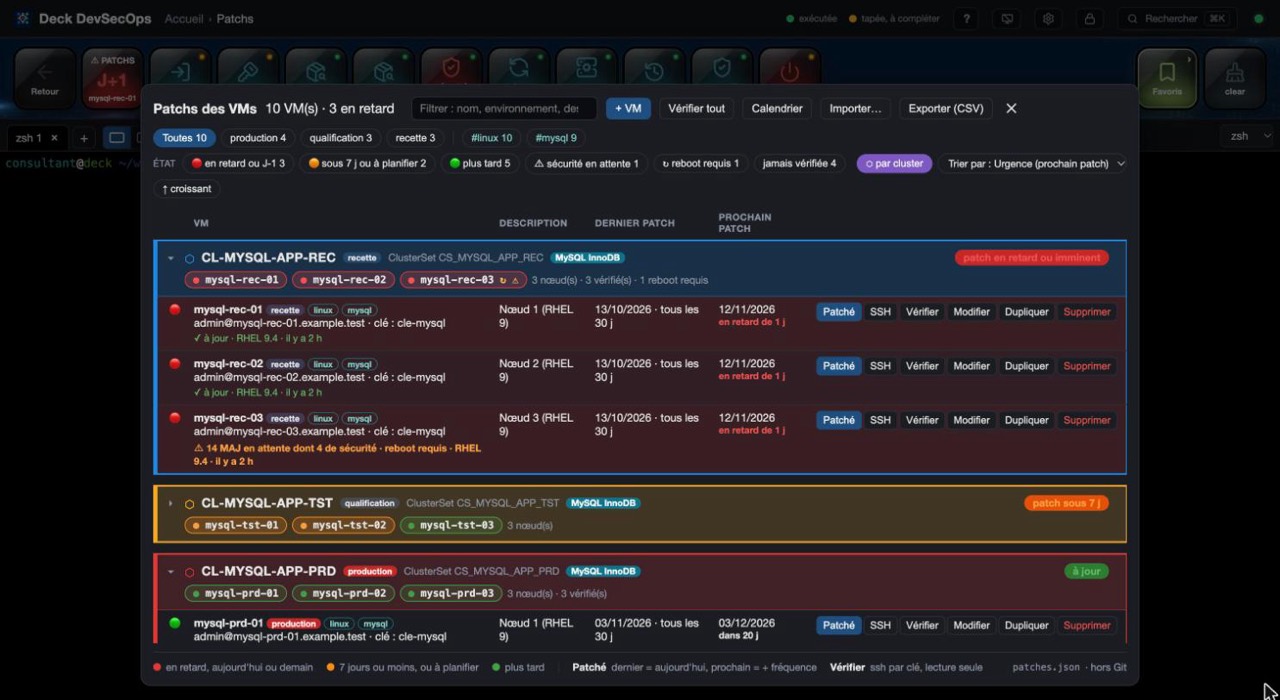 Deck DevSecOps Accueil › Patchs exécutée tapée, à compléter ? Rechercher ⌘K
⚠ PATCHS
J+1
Retour mysql-rec-01 Favoris clear
zsh 1 × + zsh
consultant@deck ~/w
Patchs des VMs 10 VM(s) · 3 en retard Filtrer : nom, environnement, des + VM Vérifier tout Calendrier Importer… Exporter (CSV) ✕
Toutes 10 production 4 qualification 3 recette 3 #linux 10 #mysql 9
ÉTAT en retard ou J-1 3 sous 7 j ou à planifier 2 plus tard 5 ⚠ sécurité en attente 1 ↻ reboot requis 1 jamais vérifiée 4 par cluster Trier par : Urgence (prochain patch)
↑ croissant
VM DESCRIPTION DERNIER PATCH PROCHAIN
PATCH
CL-MYSQL-APP-REC recette ClusterSet CS_MYSQL_APP_REC MySQL InnoDB patch en retard ou imminent
mysql-rec-01 mysql-rec-02 mysql-rec-03 ↻ ⚠ 3 nœud(s) · 3 vérifié(s) · 1 reboot requis
mysql-rec-01 recette linux mysql Nœud 1 (RHEL 13/10/2026 · tous les 12/11/2026 Patché SSH Vérifier Modifier Dupliquer Supprimer
admin@mysql-rec-01.example.test · clé : cle-mysql 9) 30 j en retard de 1 j
✓ à jour · RHEL 9.4 · il y a 2 h
mysql-rec-02 recette linux mysql Nœud 2 (RHEL 13/10/2026 · tous les 12/11/2026 Patché SSH Vérifier Modifier Dupliquer Supprimer
admin@mysql-rec-02.example.test · clé : cle-mysql 9) 30 j en retard de 1 j
✓ à jour · RHEL 9.4 · il y a 2 h
mysql-rec-03 recette linux mysql Nœud 3 (RHEL 13/10/2026 · tous les 12/11/2026 Patché SSH Vérifier Modifier Dupliquer Supprimer
admin@mysql-rec-03.example.test · clé : cle-mysql 9) 30 j en retard de 1 j
⚠ 14 MAJ en attente dont 4 de sécurité · reboot requis · RHEL
9.4 · il y a 2 h
CL-MYSQL-APP-TST qualification ClusterSet CS_MYSQL_APP_TST MySQL InnoDB patch sous 7 j
mysql-tst-01 mysql-tst-02 mysql-tst-03 3 nœud(s)
CL-MYSQL-APP-PRD production ClusterSet CS_MYSQL_APP_PRD MySQL InnoDB à jour
mysql-prd-01 mysql-prd-02 mysql-prd-03 3 nœud(s) · 3 vérifié(s)
mysql-prd-01 production linux mysql Nœud 1 (RHEL 03/11/2026 · tous les 03/12/2026 Patché SSH Vérifier Modifier Dupliquer Supprimer
admin@mysql-prd-01.example.test · clé : cle-mysql 9) 30 j dans 20 j
en retard, aujourd'hui ou demain 7 jours ou moins, ou à planifier plus tard Patché dernier = aujourd'hui, prochain = + fréquence Vérifier ssh par clé, lecture seule patches.json · hors Git